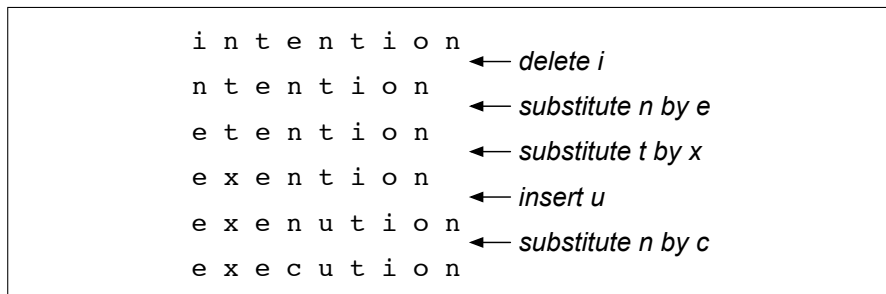 i n t e n t i o n
delete i
n t e n t i o n
substitute n by e
e t e n t i o n
substitute t by x
e x e n t i o n
insert u
e x e n u t i o n
substitute n by c
e x e c u t i o n